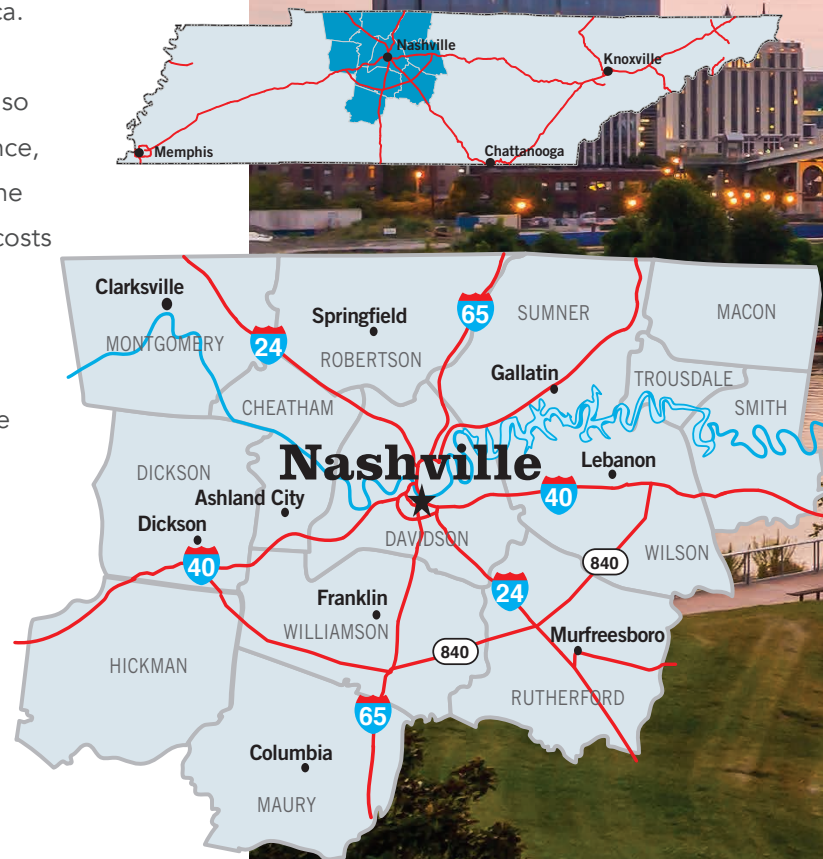 ca.
so
nce,
he
costs
e
Nashville
Knoxville
Memphis
Chattanooga
Clarksville
MONTGOMERY
24
Springfield
ROBERTSON
65
SUMNER
MACON
Gallatin
TROUSDALE
SMITH
CHEATHAM
Nashville
Lebanon
DICKSON
Ashland City
40
Dickson
DAVIDSON
WILSON
40
840
24
Franklin
WILLIAMSON
840
Murfreesboro
HICKMAN
RUTHERFORD
65
Columbia
MAURY